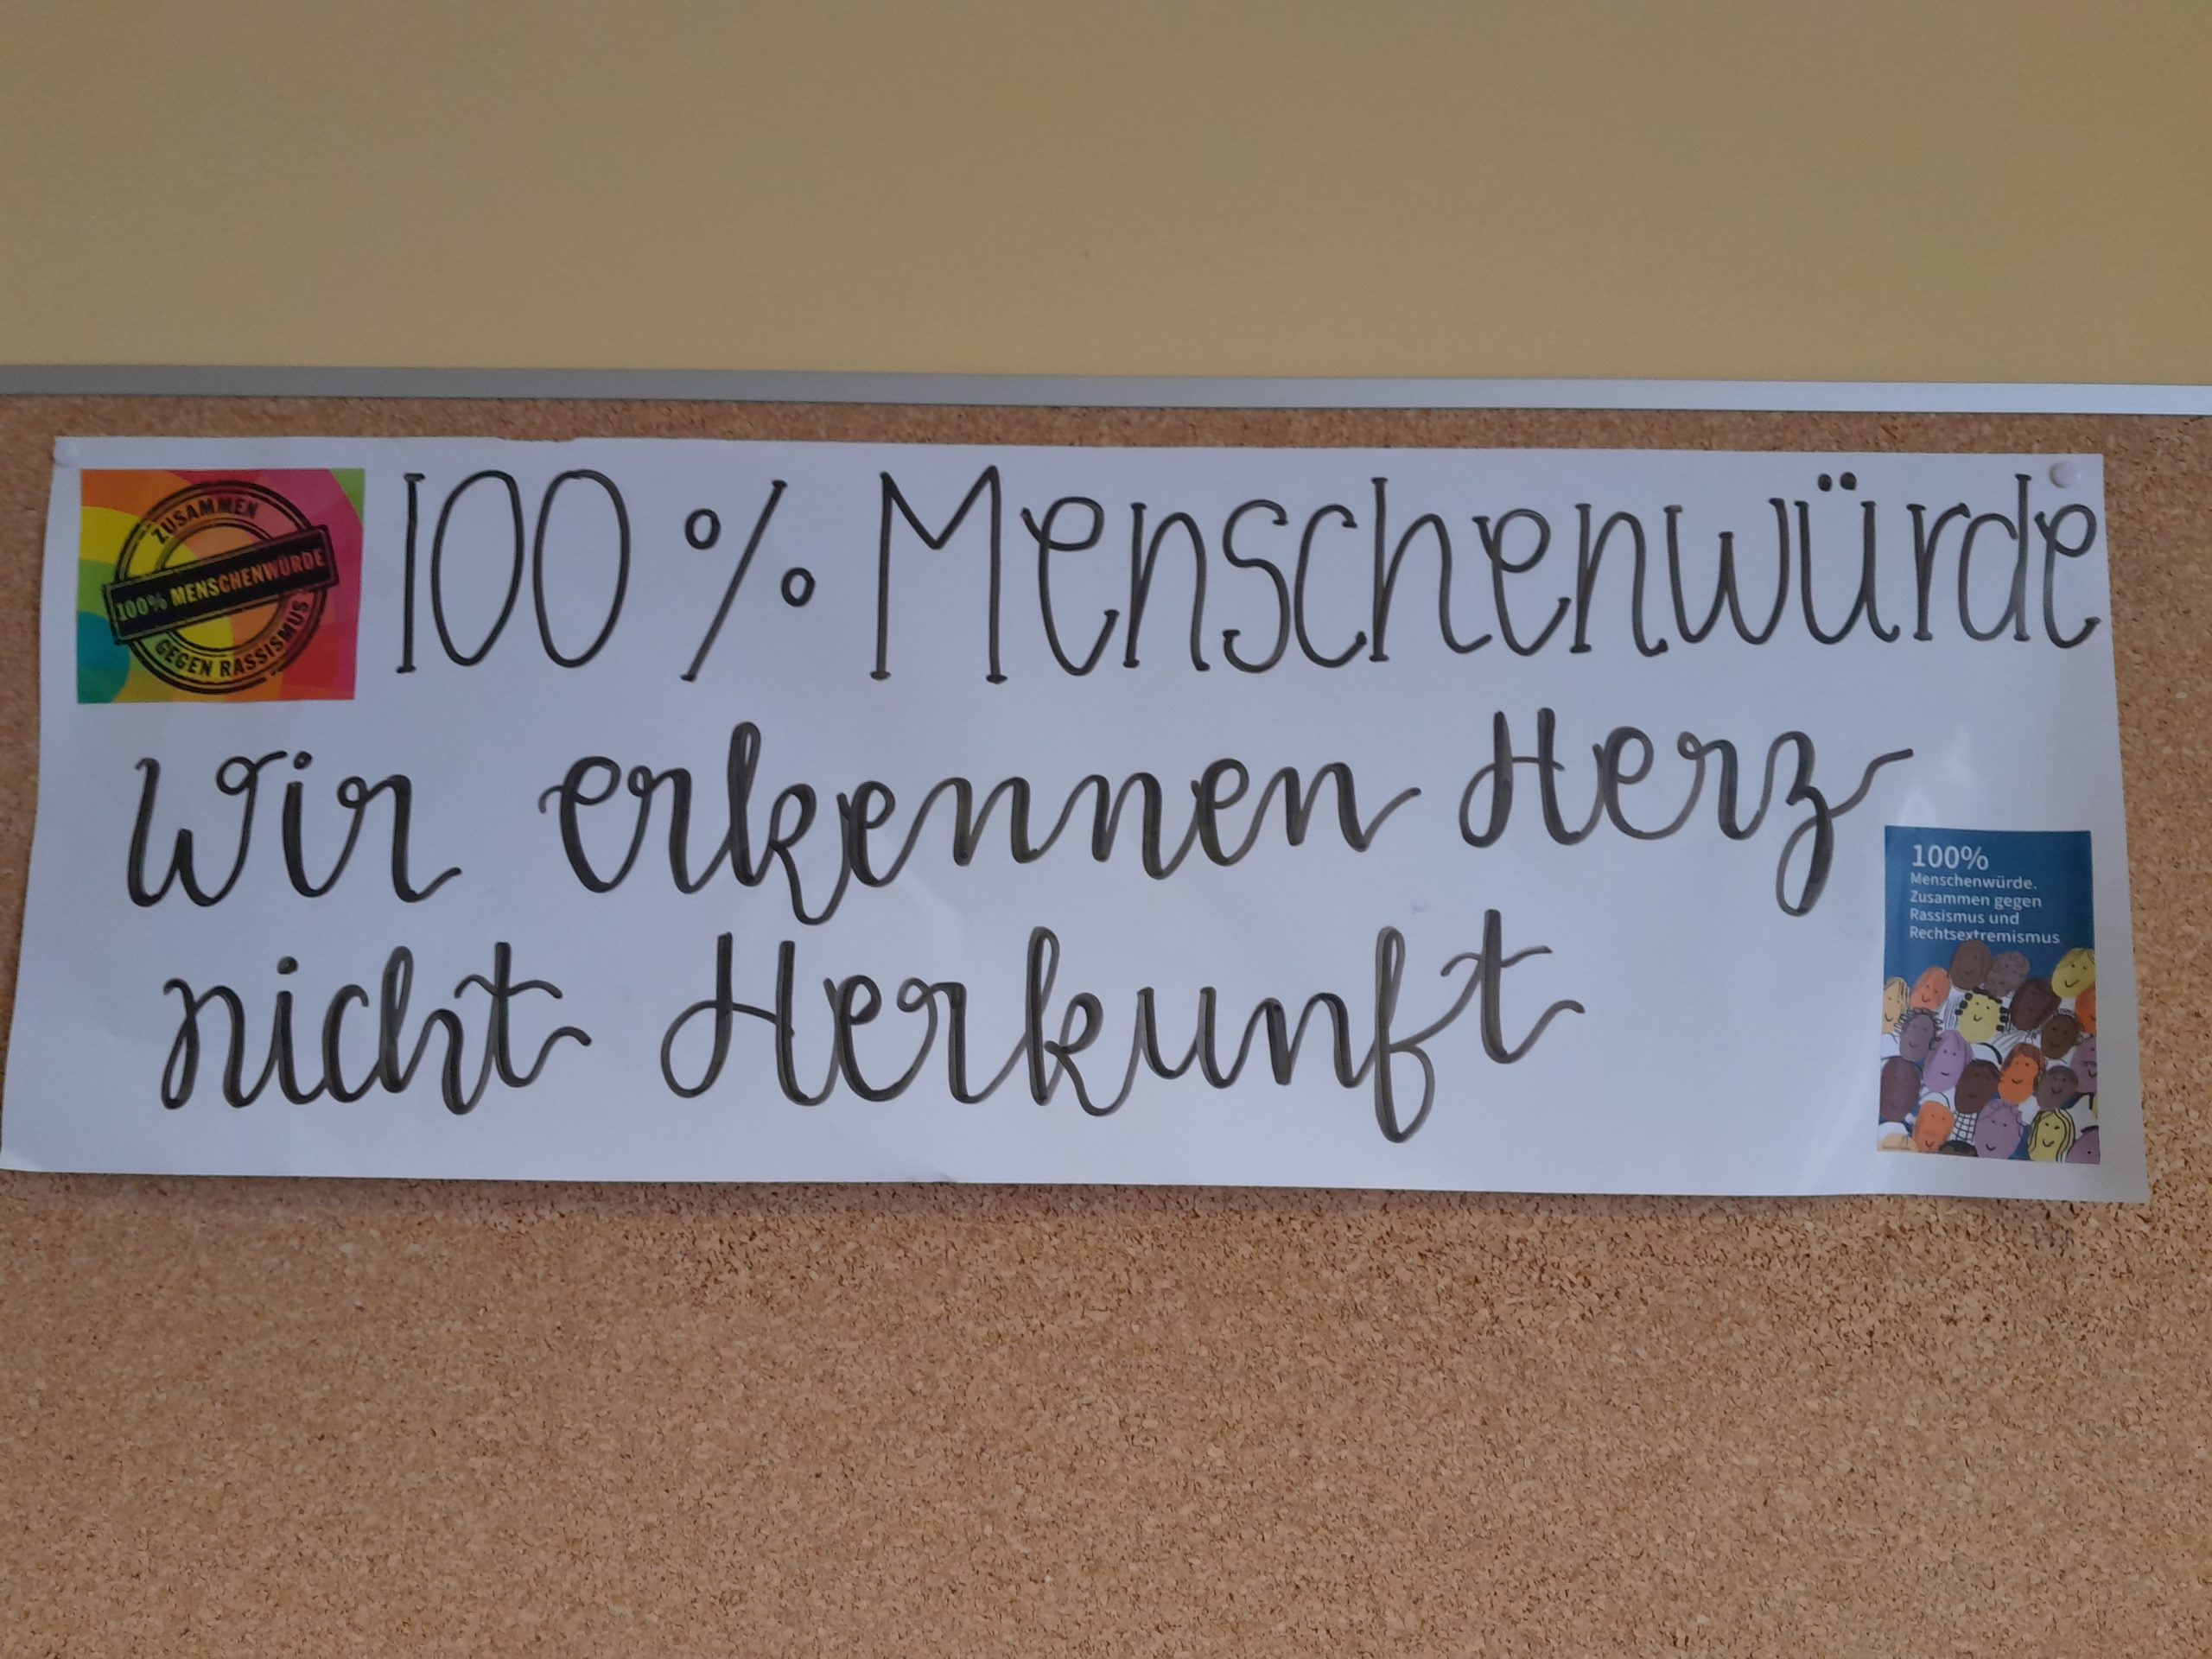 ZUSAMMEN
100% MENSCHENWÜRDE
GEGEN RASSISMUS
100 % Menschenwürde
Wir erkennen Herz
nicht Herkunft
100%
Menschenwürde.
Zusammen gegen
Rassismus und
Rechtsextremismus